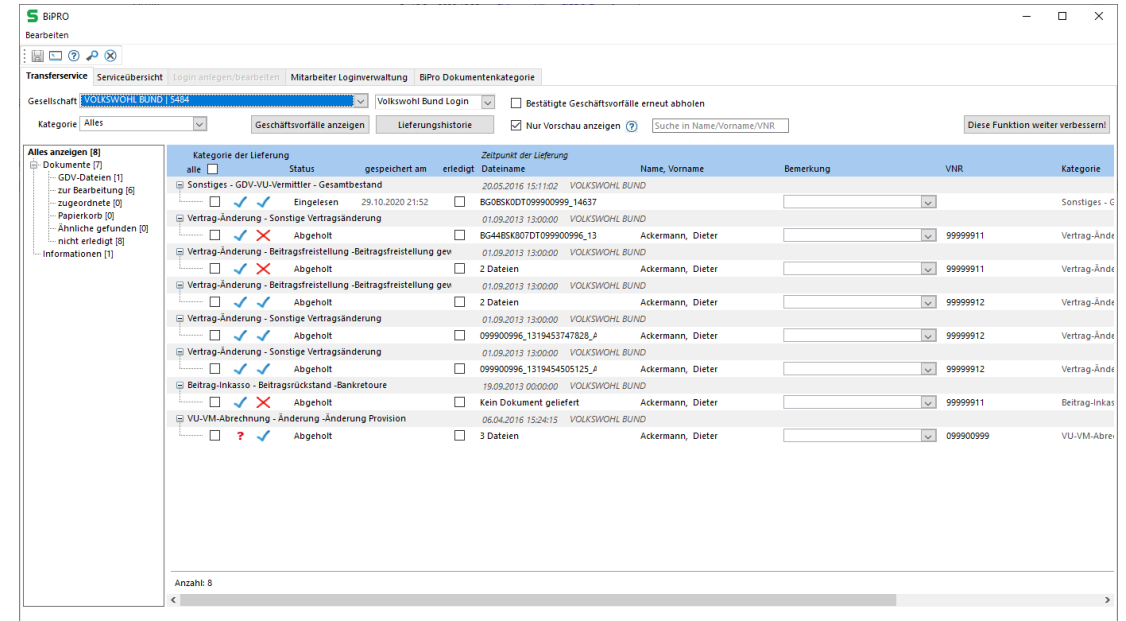 BiPRO
Bearbeiten
Transferservice Serviceübersicht Login anlegen/bearbeiten Mitarbeiter Loginverwaltung BiPro Dokumentenkategorie
Gesellschaft VOLKSWOHL BUND | 5484 Volkswohl Bund Login Bestätigte Geschäftsvorfälle erneut abholen
Kategorie Alles Geschäftsvorfälle anzeigen Lieferungshistorie Nur Vorschau anzeigen ? Suche in Name/Vorname/VNR Diese Funktion weiter verbessern!
Alles anzeigen [8]
Dokumente [7]
GDV-Dateien [1]
zur Bearbeitung [6]
zugeordnete [0]
Papierkorb [0]
Ähnliche gefunden [0]
nicht erledigt [8]
Informationen [1]
Kategorie der Lieferung Zeitpunkt der Lieferung
alle Status gespeichert am erledigt Dateiname Name, Vorname Bemerkung VNR Kategorie
Sonstiges - GDV-VU-Vermittler - Gesamtbestand 20.05.2016 15:11:02 VOLKSWOHL BUND
Eingelesen 29.10.2020 21:52 BG0BSK0DT099900999_14637 Sonstiges - G
Vertrag-Änderung - Sonstige Vertragsänderung 01.09.2013 13:00:00 VOLKSWOHL BUND
Abgeholt BG44BSK807DT099900996_13 Ackermann, Dieter 99999911 Vertrag-Ände
Vertrag-Änderung - Beitragsfreistellung -Beitragsfreistellung gew 01.09.2013 13:00:00 VOLKSWOHL BUND
Abgeholt 2 Dateien Ackermann, Dieter 99999911 Vertrag-Ände
Vertrag-Änderung - Beitragsfreistellung -Beitragsfreistellung gew 01.09.2013 13:00:00 VOLKSWOHL BUND
Abgeholt 2 Dateien Ackermann, Dieter 99999912 Vertrag-Ände
Vertrag-Änderung - Sonstige Vertragsänderung 01.09.2013 13:00:00 VOLKSWOHL BUND
Abgeholt 099900996_1319453747828_A Ackermann, Dieter 99999912 Vertrag-Ände
Vertrag-Änderung - Sonstige Vertragsänderung 01.09.2013 13:00:00 VOLKSWOHL BUND
Abgeholt 099900996_1319454505125_A Ackermann, Dieter 99999912 Vertrag-Ände
Beitrag-Inkasso - Beitragsrückstand -Bankretoure 19.09.2013 00:00:00 VOLKSWOHL BUND
Abgeholt Kein Dokument geliefert Ackermann, Dieter 99999911 Beitrag-Inkas
VU-VM-Abrechnung - Änderung -Änderung Provision 06.04.2016 15:24:15 VOLKSWOHL BUND
? Abgeholt 3 Dateien Ackermann, Dieter 099900999 VU-VM-Abre
Anzahl: 8